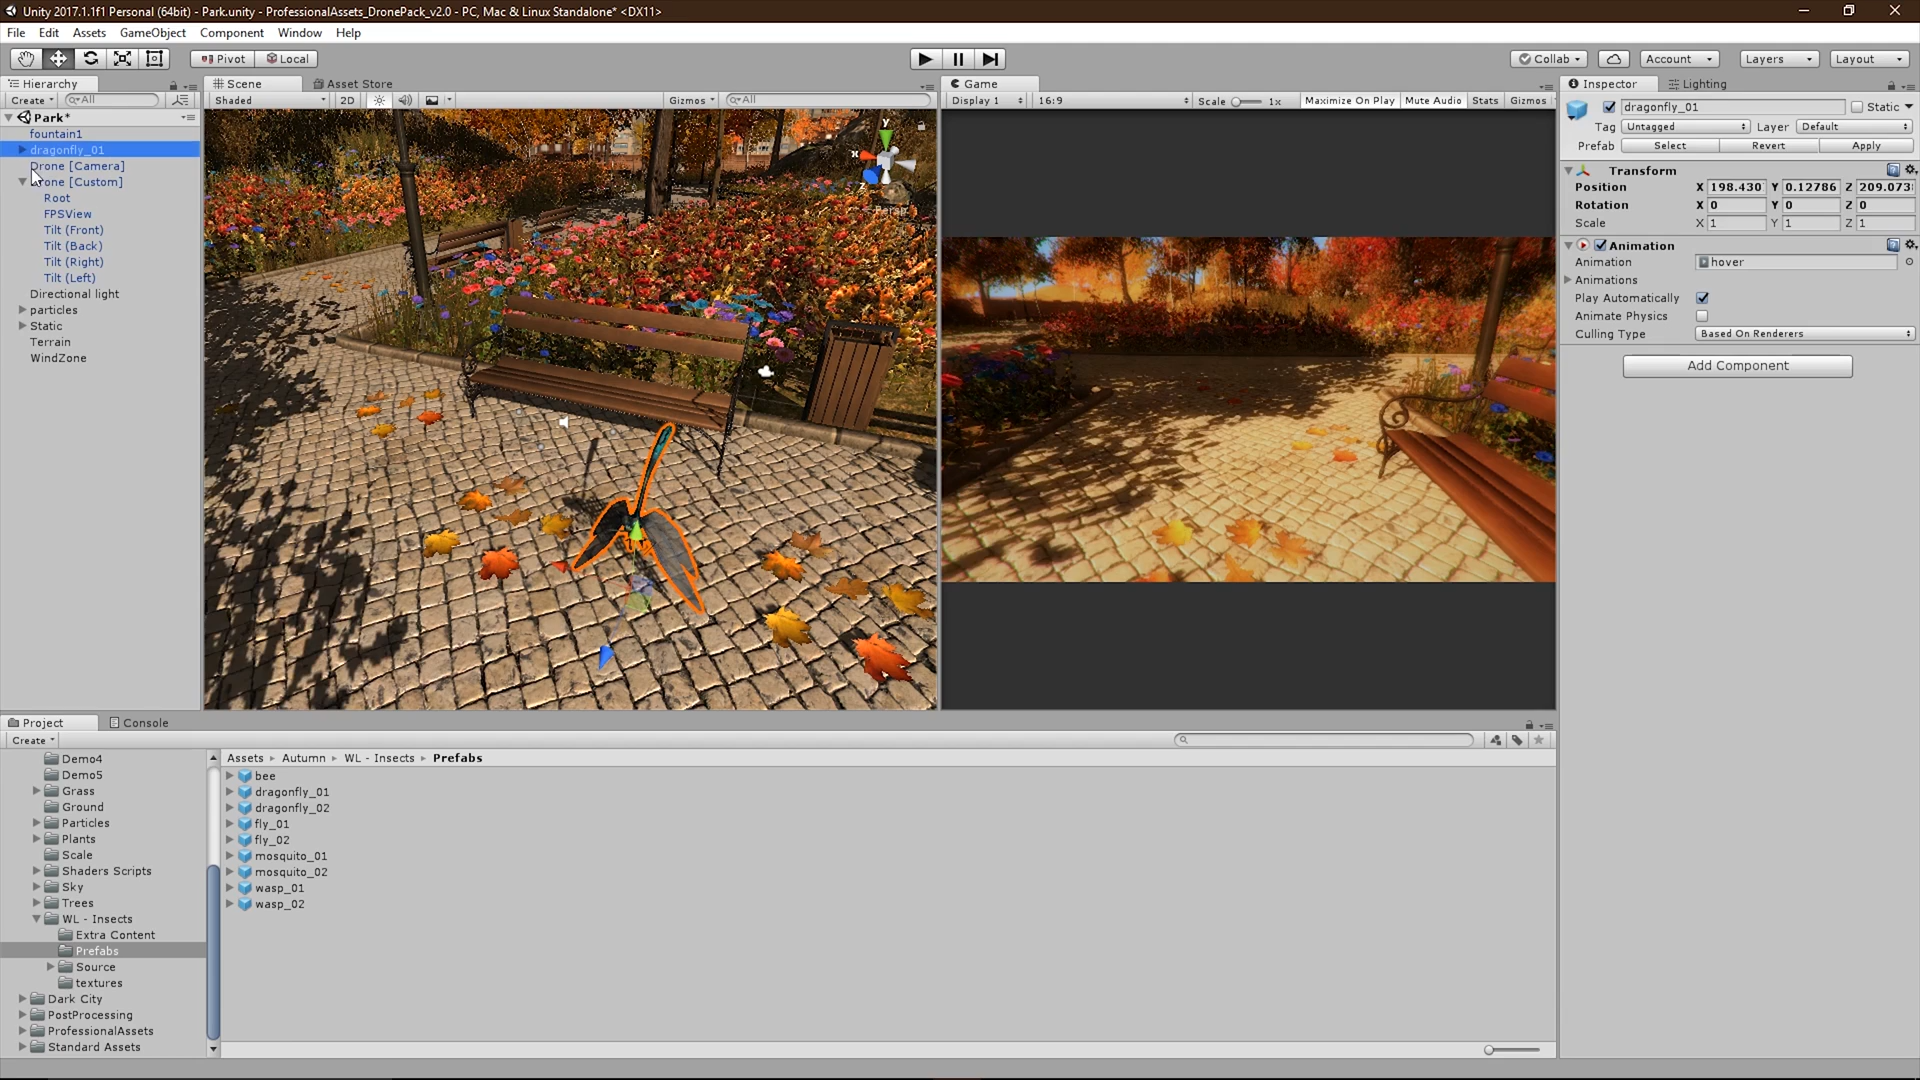 Unity 2017.1.1f1 Personal (64bit) - Park.unity - ProfessionalAssets_DronePack_v2.0 - PC, Mac & Linux Standalone* <DX11>
File Edit Assets GameObject Component Window Help
Pivot Local Collab Account Layers Layout
Hierarchy Scene Asset Store Game Inspector Lighting
Create All Shaded 2D Gizmos All Display 1 16:9 Scale 1x Maximize On Play Mute Audio Stats Gizmos
dragonfly_01 Static
Tag Untagged Layer Default
Prefab Select Revert Apply
Park*
fountain1
dragonfly_01
Drone [Camera]
Drone [Custom]
Root
FPSView
Tilt (Front)
Tilt (Back)
Tilt (Right)
Tilt (Left)
Directional light
particles
Static
Terrain
WindZone
y
x
z
Persp
Transform
Position X 198.430 Y 0.12786 Z 209.073
Rotation X 0 Y 0 Z 0
Scale X 1 Y 1 Z 1
Animation
Animation hover
Animations
Play Automatically
Animate Physics
Culling Type Based On Renderers
Add Component
Project Console
Create
Demo4
Demo5
Grass
Ground
Particles
Plants
Scale
Shaders Scripts
Sky
Trees
WL - Insects
Extra Content
Prefabs
Source
textures
Dark City
PostProcessing
ProfessionalAssets
Standard Assets
Assets Autumn WL - Insects Prefabs
bee
dragonfly_01
dragonfly_02
fly_01
fly_02
mosquito_01
mosquito_02
wasp_01
wasp_02